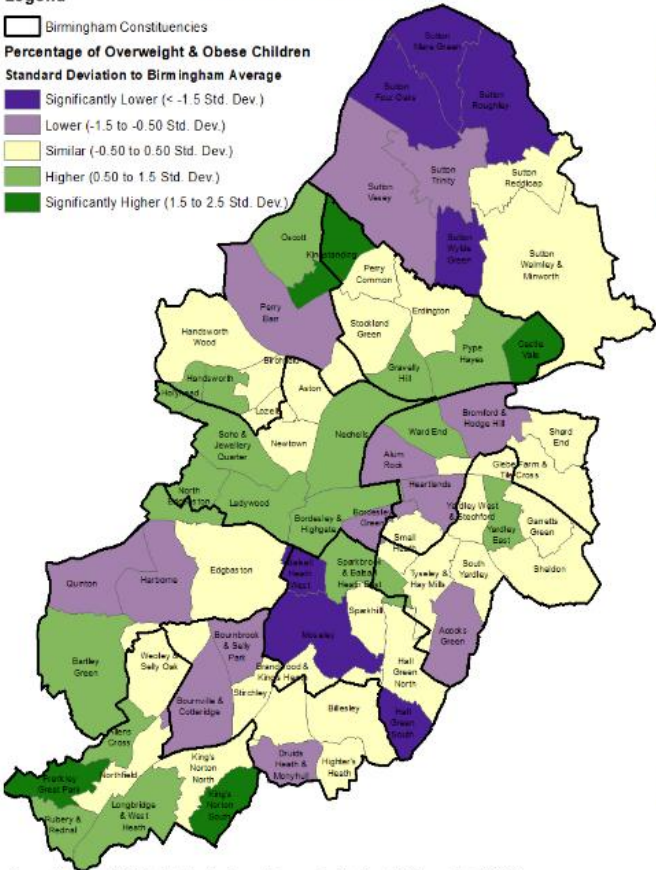 Legend
Birmingham Constituencies
Percentage of Overweight & Obese Children
Standard Deviation to Birmingham Average
Significantly Lower (< -1.5 Std. Dev.)
Lower (-1.5 to -0.50 Std. Dev.)
Similar (-0.50 to 0.50 Std. Dev.)
Higher (0.50 to 1.5 Std. Dev.)
Significantly Higher (1.5 to 2.5 Std. Dev.)
Sutton
Mere Green
Sutton
Four Oaks
Sutton
Roughley
Sutton
Trinity
Sutton
Reddicap
Sutton
Vesey
Sutton
Wylde
Green
Sutton
Walmley &
Minworth
Oscott
Kingstanding
Perry
Common
Perry
Barr
Erdington
Stockland
Green
Handsworth
Wood
Pype
Hayes
Castle
Vale
Birchfield
Gravelly
Hill
Handsworth
Aston
Holyhead
Lozells
Bromford &
Hodge Hill
Ward End
Shard
End
Soho &
Jewellery
Quarter
Newtown
Nechells
Alum
Rock
Glebe Farm &
Tile Cross
Heartlands
North
Edgbaston
Ladywood
Yardley West
& Stechford
Bordesley &
Highgate
Bordesley
Green
Yardley
East
Garretts
Green
Small
Heath
Edgbaston
Balsall
Heath
West
Sparkbrook
& Balsall
Heath East
Tyseley &
Hay Mills
South
Yardley
Sheldon
Quinton
Harborne
Sparkhill
Acocks
Green
Bournbrook
& Selly
Park
Moseley
Bartley
Green
Weoley &
Selly Oak
Brandwood &
King's Heath
Hall
Green
North
Stirchley
Bournville &
Cotteridge
Billesley
Hall
Green
South
Allens
Cross
King's
Norton
North
Druids
Heath &
Monyhull
Highter's
Heath
Frankley
Great Park
Northfield
King's
Norton
South
Rubery &
Rednal
Longbridge
& West
Heath